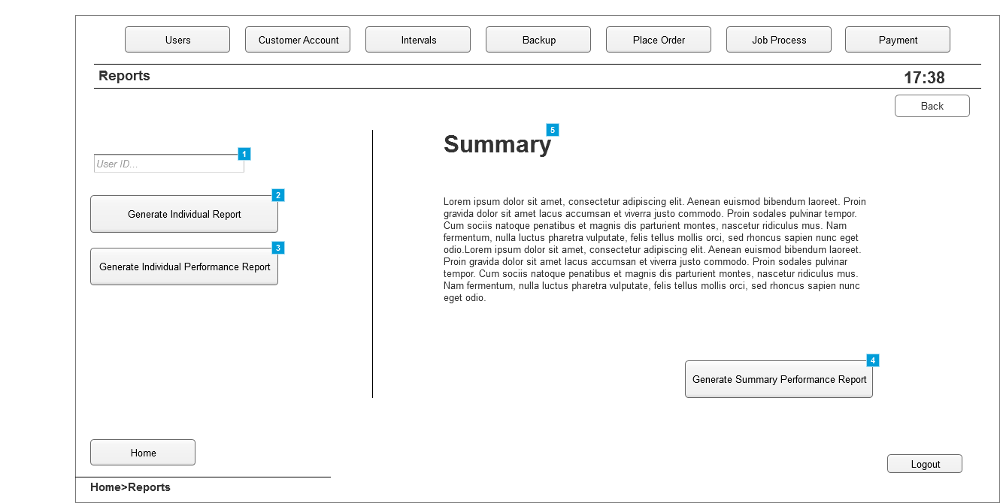 Users
Customer Account
Intervals
Backup
Place Order
Job Process
Payment
Reports
17:38
Back
1
User ID...
2
Generate Individual Report
3
Generate Individual Performance Report
5
Summary
Lorem ipsum dolor sit amet, consectetur adipiscing elit. Aenean euismod bibendum laoreet. Proin
gravida dolor sit amet lacus accumsan et viverra justo commodo. Proin sodales pulvinar tempor.
Cum sociis natoque penatibus et magnis dis parturient montes, nascetur ridiculus mus. Nam
fermentum, nulla luctus pharetra vulputate, felis tellus mollis orci, sed rhoncus sapien nunc eget
odio.Lorem ipsum dolor sit amet, consectetur adipiscing elit. Aenean euismod bibendum laoreet.
Proin gravida dolor sit amet lacus accumsan et viverra justo commodo. Proin sodales pulvinar
tempor. Cum sociis natoque penatibus et magnis dis parturient montes, nascetur ridiculus mus.
Nam fermentum, nulla luctus pharetra vulputate, felis tellus mollis orci, sed rhoncus sapien nunc
eget odio.
4
Generate Summary Performance Report
Home
Logout
Home>Reports